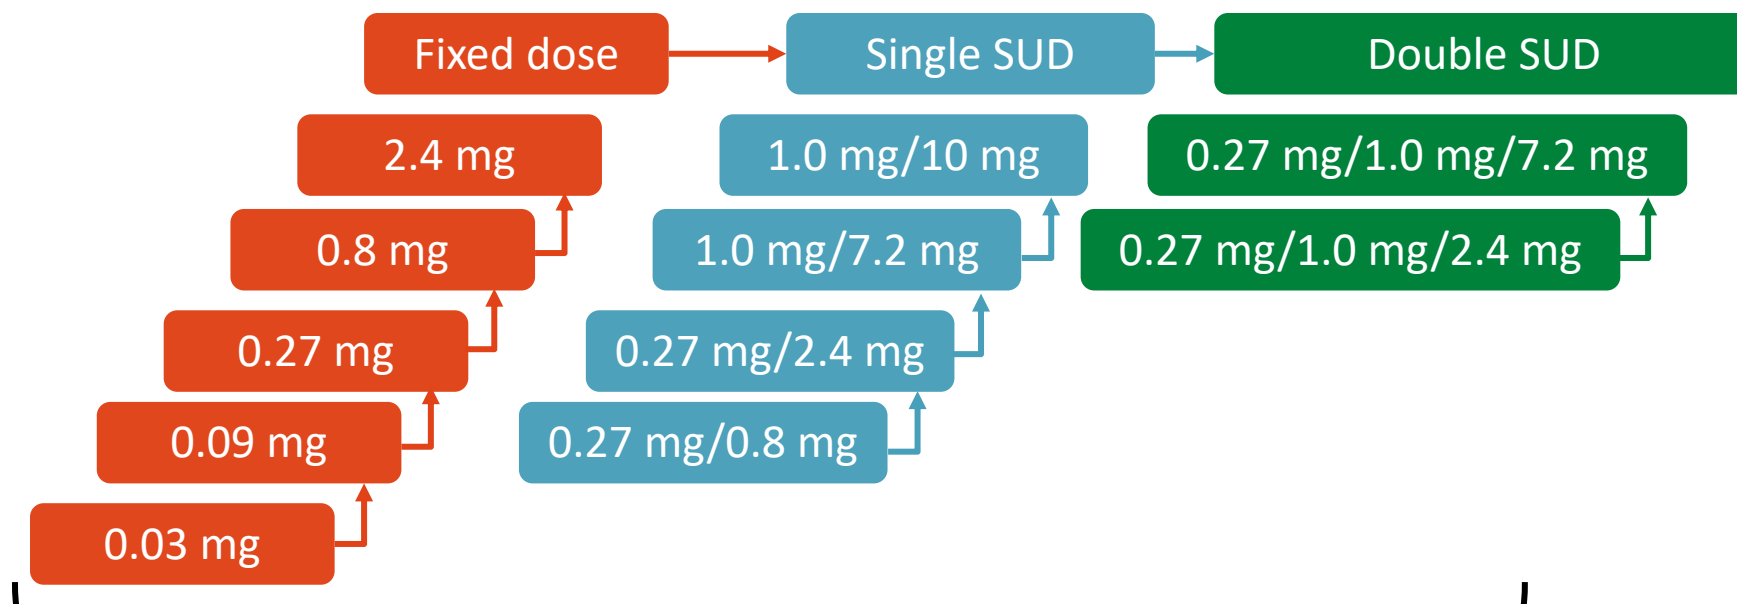 Fixed dose
Single SUD
Double SUD
2.4 mg
1.0 mg/10 mg
0.27 mg/1.0 mg/7.2 mg
0.8 mg
1.0 mg/7.2 mg
0.27 mg/1.0 mg/2.4 mg
0.27 mg
0.27 mg/2.4 mg
0.09 mg
0.27 mg/0.8 mg
0.03 mg